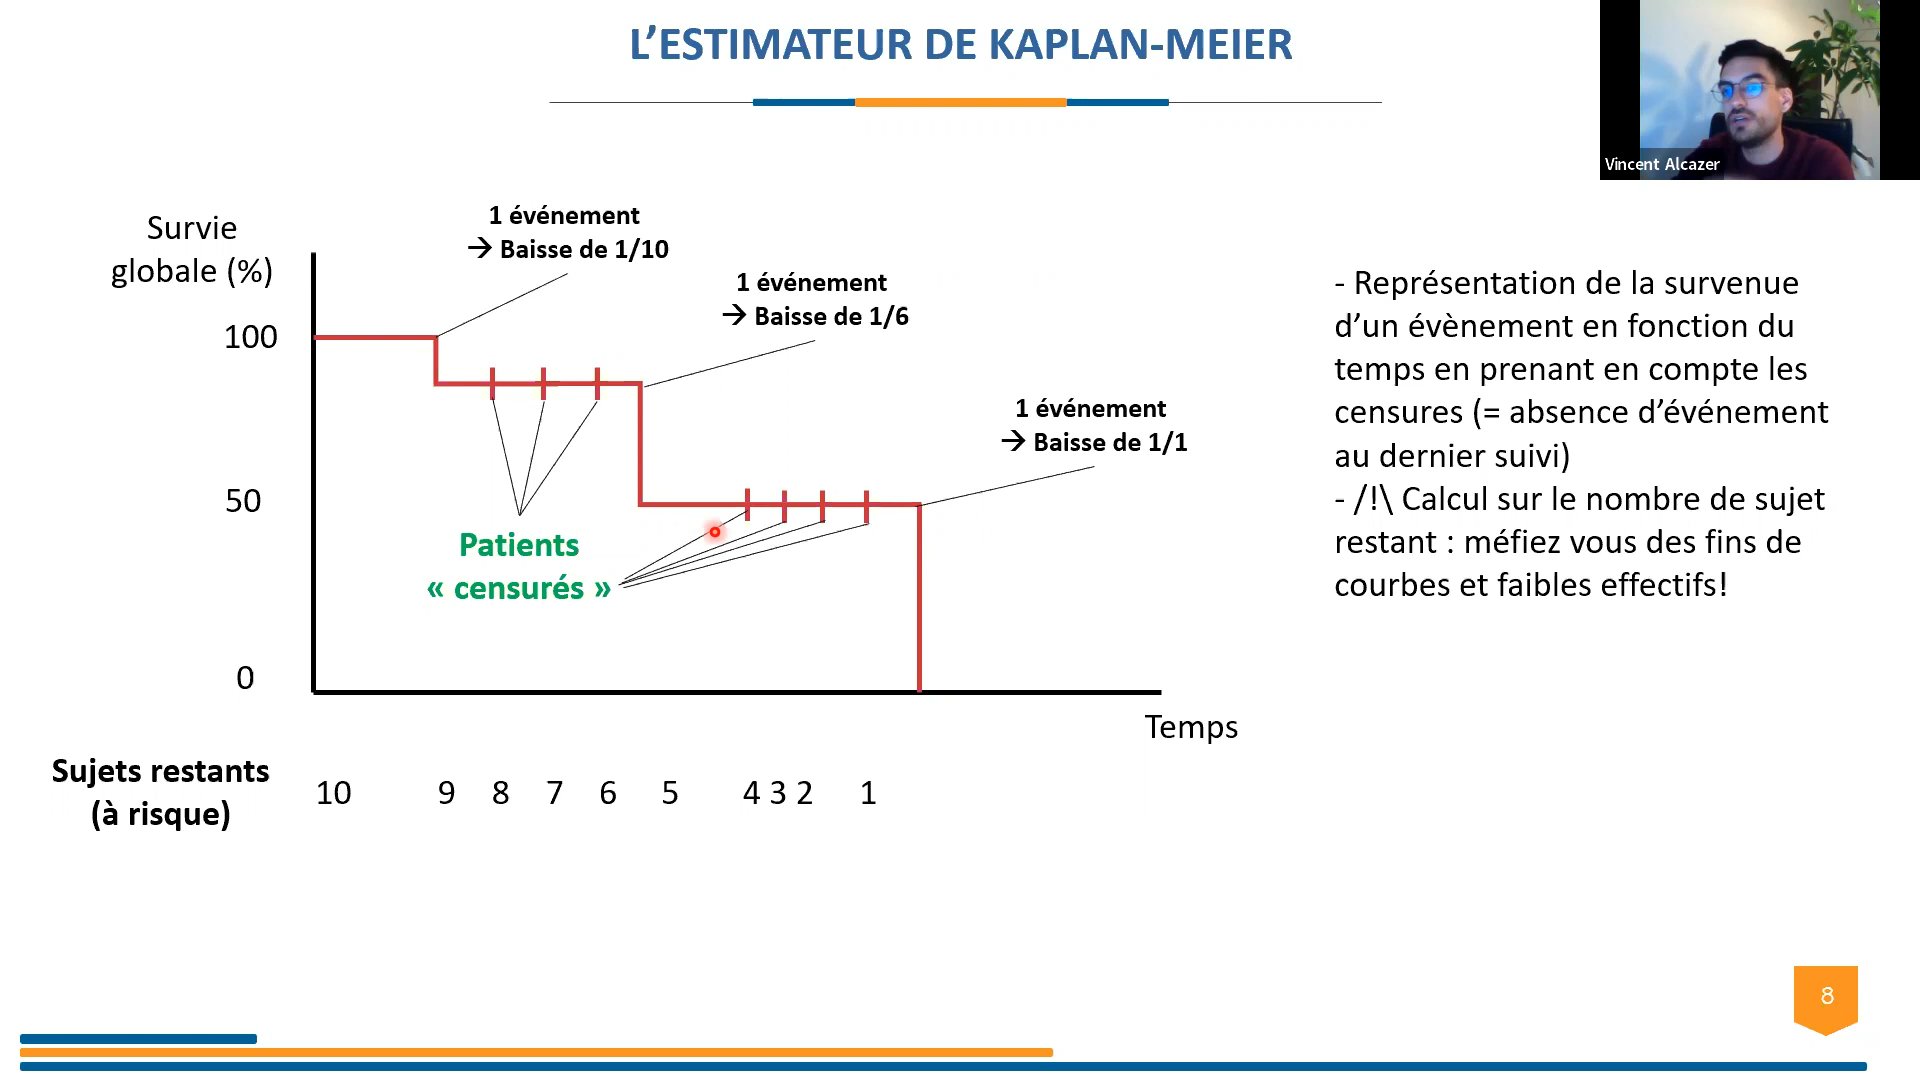 L'ESTIMATEUR DE KAPLAN-MEIER
Vincent Alcazer
Survie
globale (%)
100
50
0
1 événement
→ Baisse de 1/10
1 événement
→ Baisse de 1/6
1 événement
→ Baisse de 1/1
Patients
« censurés »
Temps
Sujets restants
(à risque)
10 9 8 7 6 5 4 3 2 1
- Représentation de la survenue
d'un évènement en fonction du
temps en prenant en compte les
censures (= absence d'événement
au dernier suivi)
- /!\ Calcul sur le nombre de sujet
restant : méfiez vous des fins de
courbes et faibles effectifs!
8